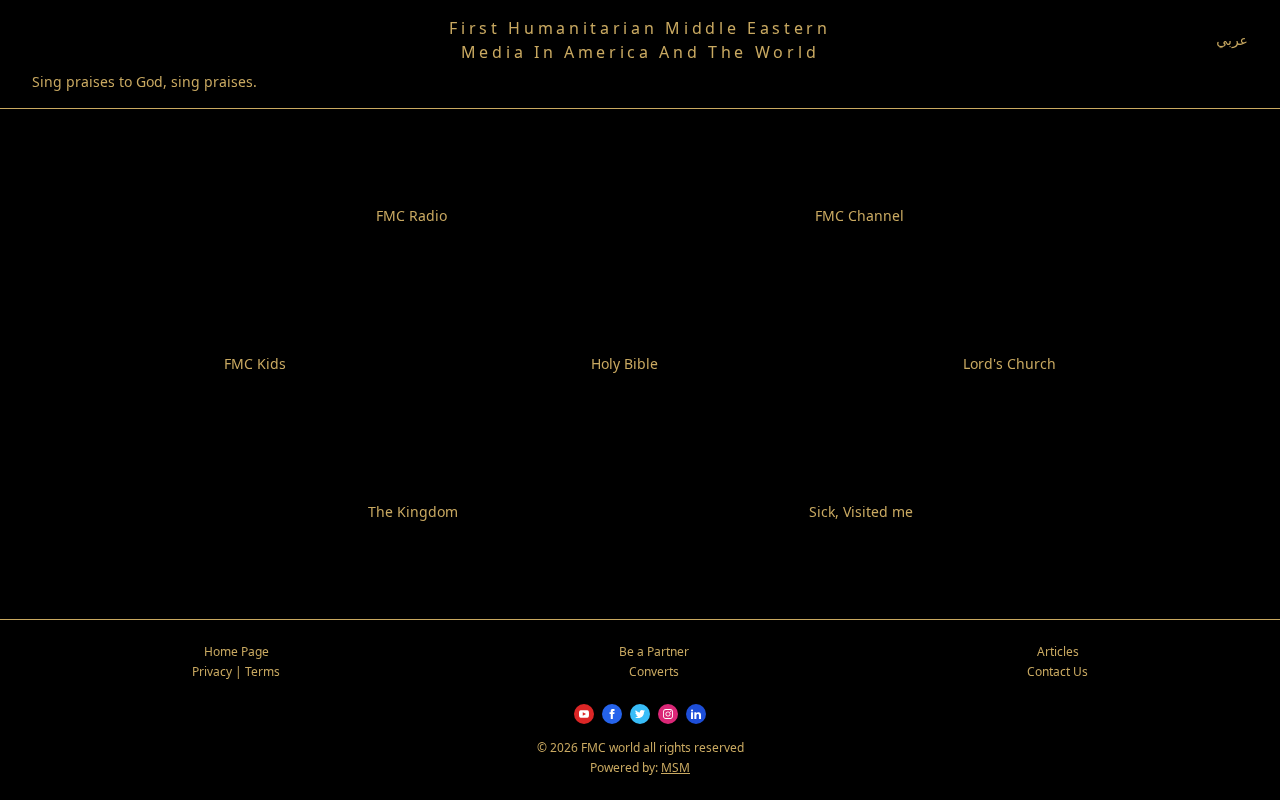 First Humanitarian Middle Eastern
Media In America And The World
عربي
Sing praises to God, sing praises.
FMC Radio
FMC Channel
FMC Kids
Holy Bible
Lord's Church
The Kingdom
Sick, Visited me
Home Page
Privacy | Terms
Be a Partner
Converts
Articles
Contact Us
© 2026 FMC world all rights reserved
Powered by: MSM